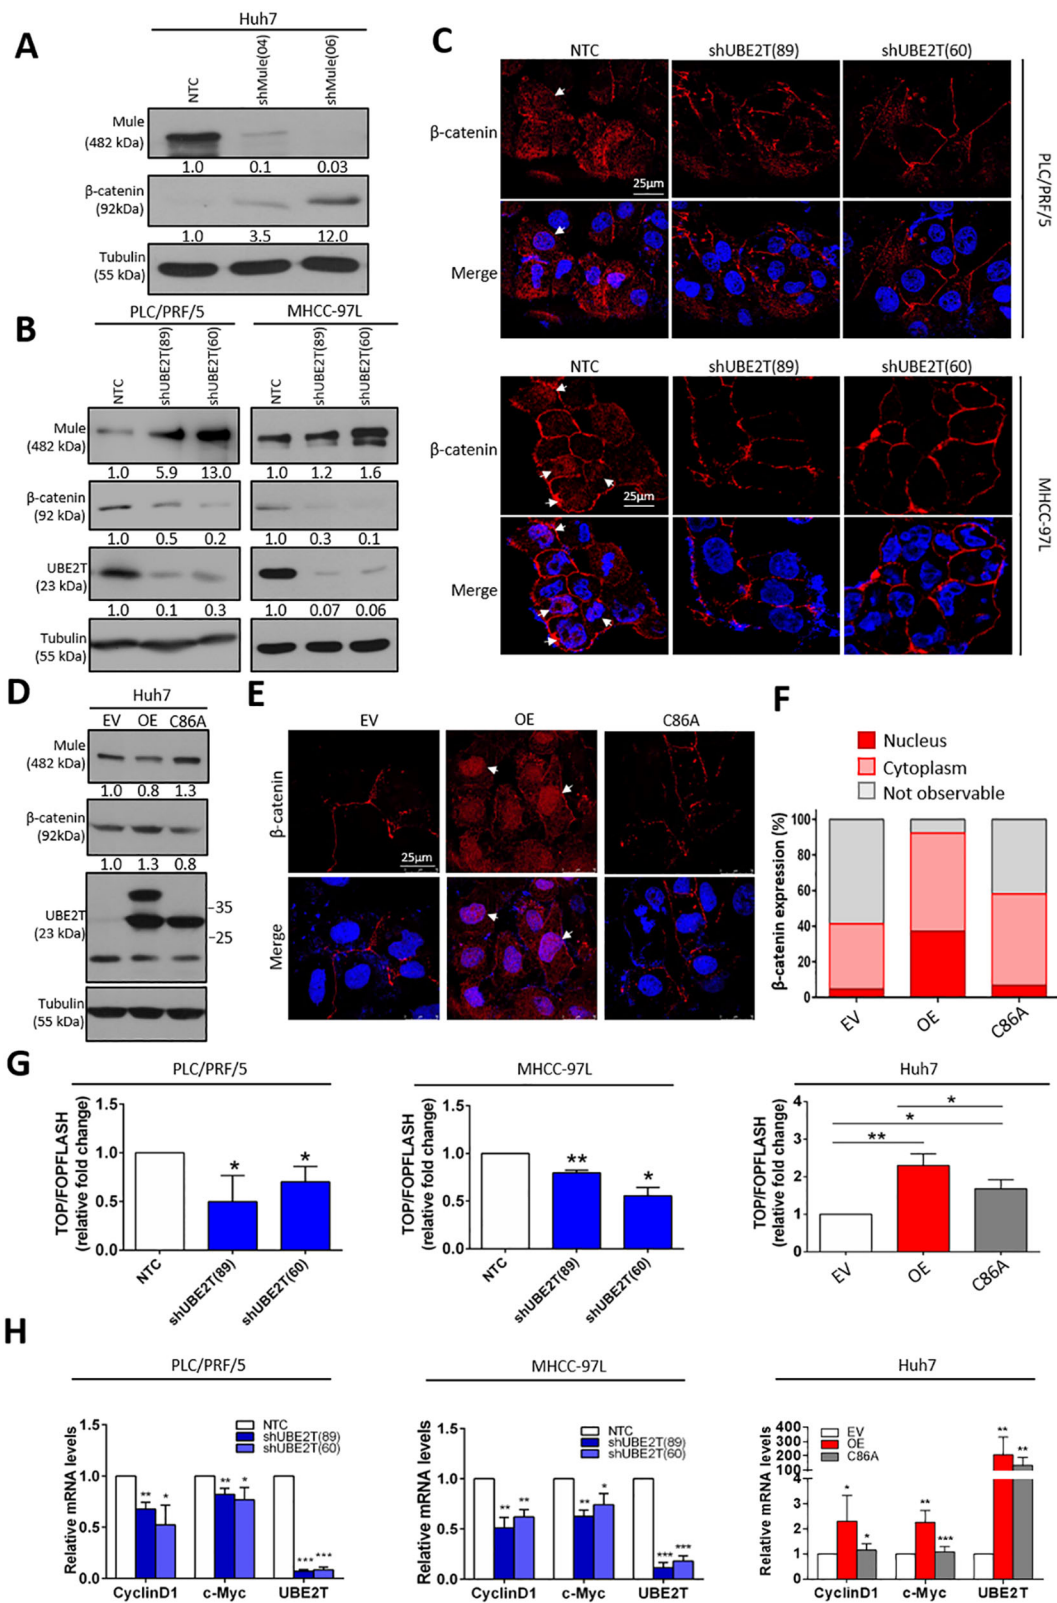 A
Huh7
NTC
shMule(04)
shMule(06)
Mule
(482 kDa)
1.0 0.1 0.03
β-catenin
(92kDa)
1.0 3.5 12.0
Tubulin
(55 kDa)
B
PLC/PRF/5 MHCC-97L
NTC
shUBE2T(89)
shUBE2T(60)
NTC
shUBE2T(89)
shUBE2T(60)
Mule
(482 kDa)
1.0 5.9 13.0 1.0 1.2 1.6
β-catenin
(92 kDa)
1.0 0.5 0.2 1.0 0.3 0.1
UBE2T
(23 kDa)
1.0 0.1 0.3 1.0 0.07 0.06
Tubulin
(55 kDa)
C
NTC shUBE2T(89) shUBE2T(60)
β-catenin
25μm
Merge
PLC/PRF/5
NTC shUBE2T(89) shUBE2T(60)
β-catenin
25μm
Merge
MHCC-97L
D
Huh7
EV OE C86A
Mule
(482 kDa)
1.0 0.8 1.3
β-catenin
(92kDa)
1.0 1.3 0.8
UBE2T
(23 kDa)
–35
–25
Tubulin
(55 kDa)
E
EV OE C86A
β-catenin
25μm
Merge
F
Nucleus
Cytoplasm
Not observable
β-catenin expression (%)
100
80
60
40
20
0
EV OE C86A
G
PLC/PRF/5
TOP/FOPFLASH
(relative fold change)
1.5
1.0
0.5
0.0
* *
NTC shUBE2T(89) shUBE2T(60)
MHCC-97L
TOP/FOPFLASH
(relative fold change)
1.5
1.0
0.5
0.0
** *
NTC shUBE2T(89) shUBE2T(60)
Huh7
TOP/FOPFLASH
(relative fold change)
4
3
2
1
0
*
*
**
EV OE C86A
H
PLC/PRF/5
Relative mRNA levels
1.5
1.0
0.5
0.0
NTC
shUBE2T(89)
shUBE2T(60)
** * ** * *** ***
CyclinD1 c-Myc UBE2T
MHCC-97L
Relative mRNA levels
1.5
1.0
0.5
0.0
NTC
shUBE2T(89)
shUBE2T(60)
** ** ** * *** ***
CyclinD1 c-Myc UBE2T
Huh7
Relative mRNA levels
400
300
200
100
4
3
2
1
0
EV
OE
C86A
* * ** *** ** **
CyclinD1 c-Myc UBE2T